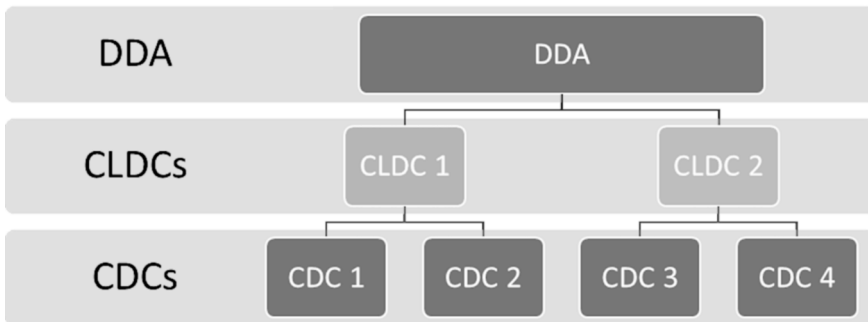 DDA
DDA
CLDCs
CLDC 1
CLDC 2
CDCs
CDC 1
CDC 2
CDC 3
CDC 4